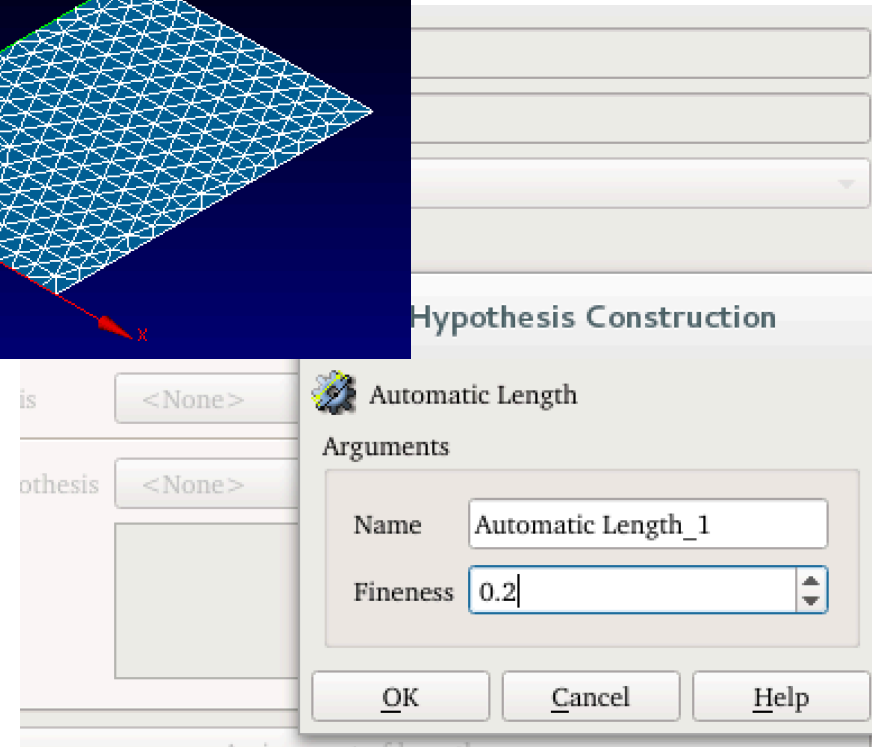 X
Hypothesis Construction
is <None>
Automatic Length
Arguments
othesis <None>
Name Automatic Length_1
Fineness 0.2
OK Cancel Help